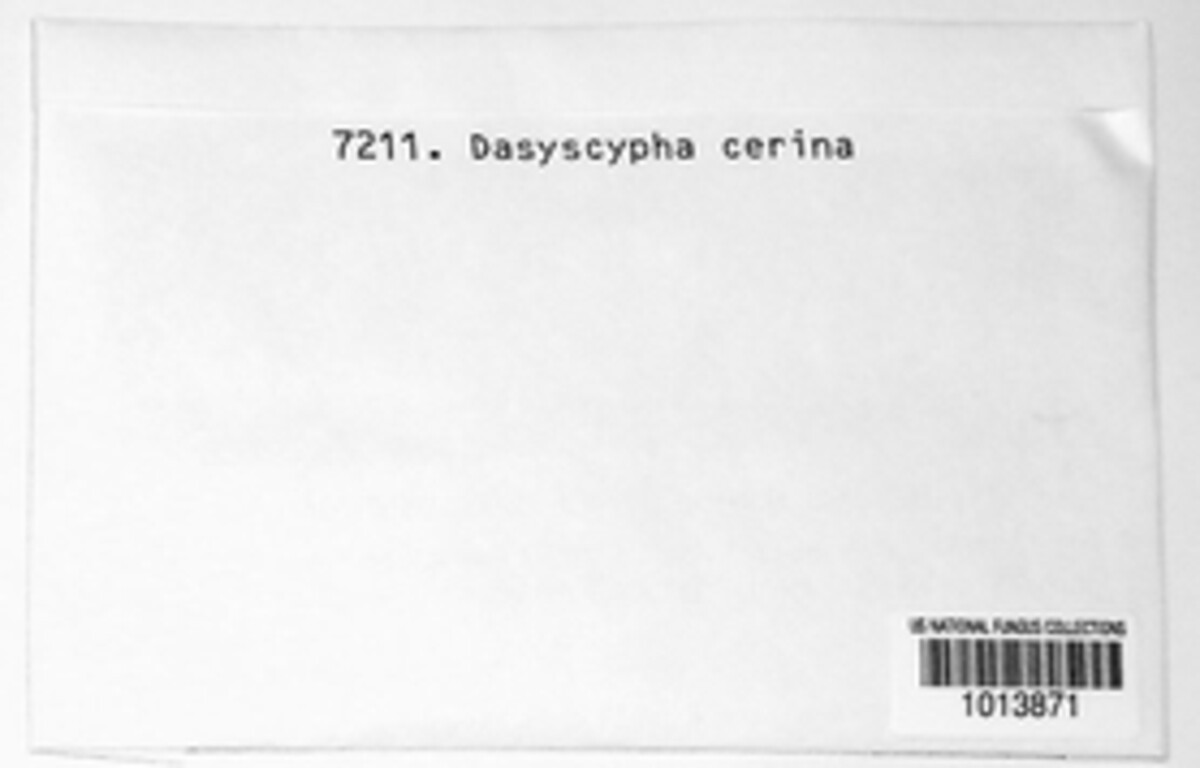 7211. Dasyscypha cerina
US NATIONAL FUNGUS COLLECTIONS
1013871